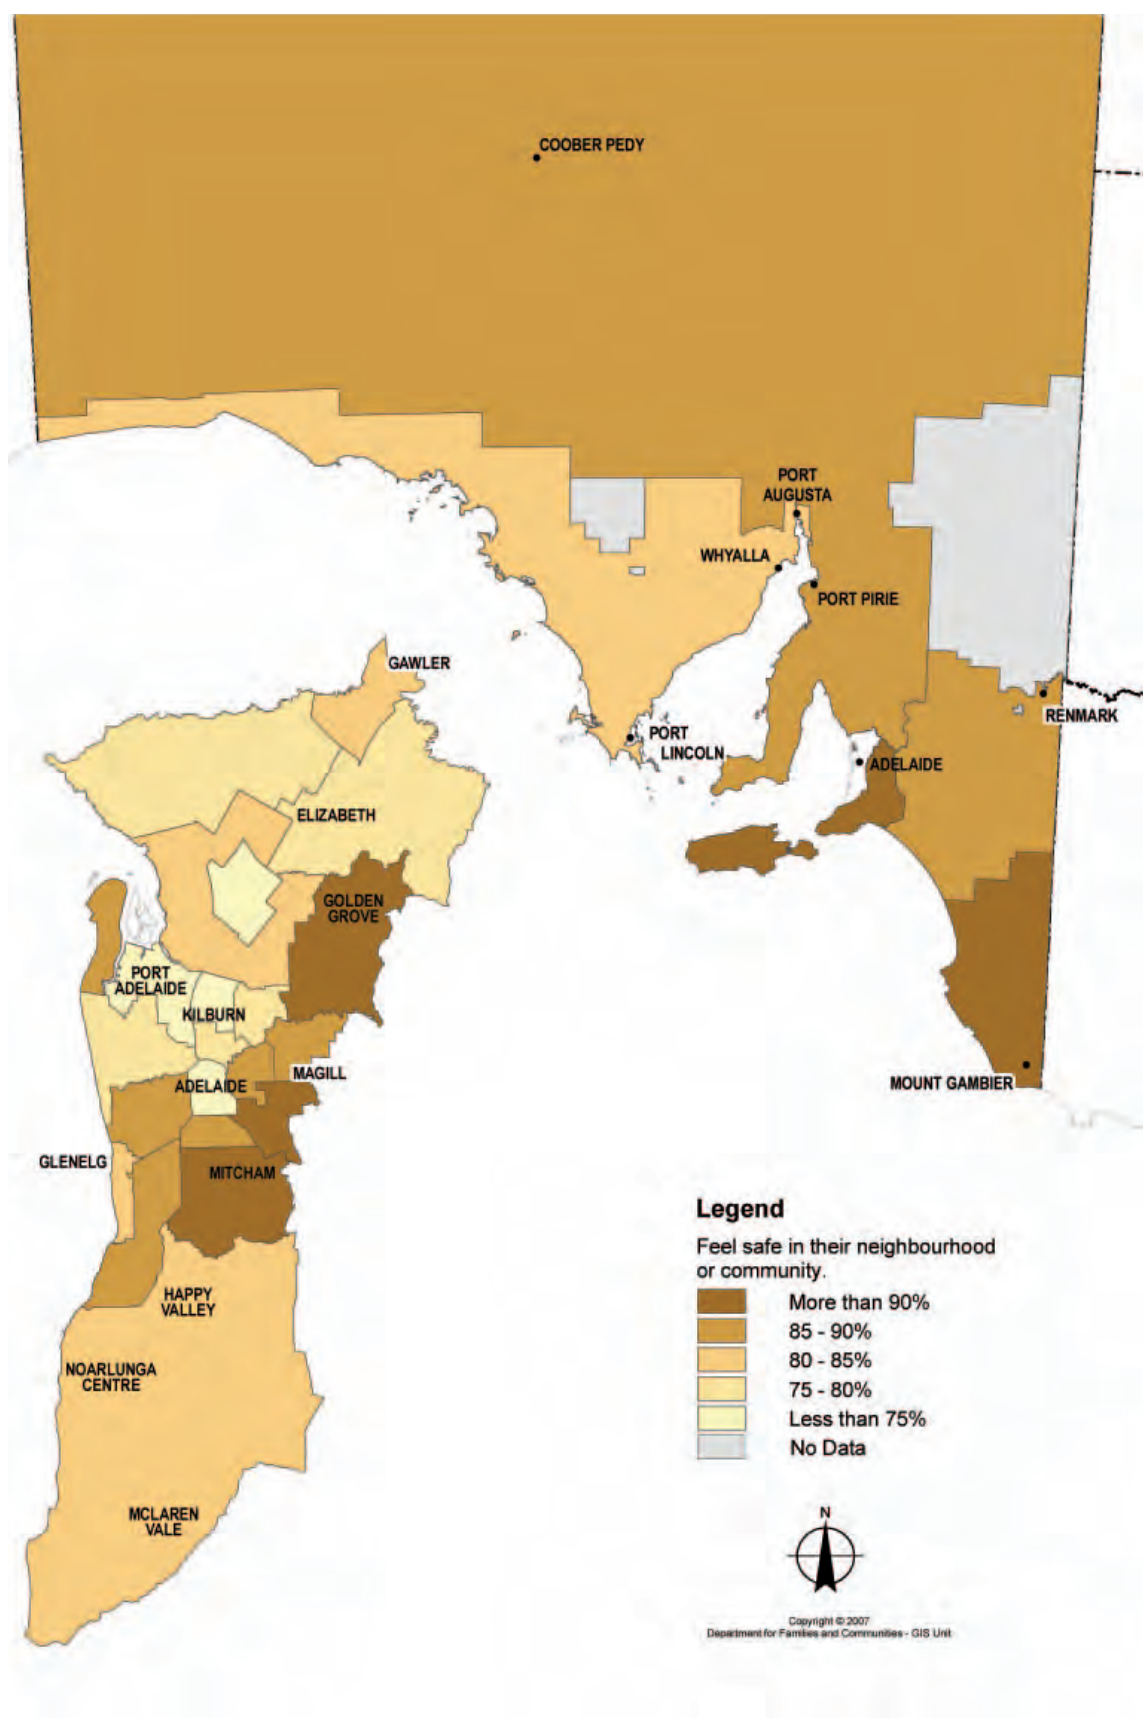 COOBER PEDY
PORT
AUGUSTA
WHYALLA
PORT PIRIE
GAWLER
RENMARK
PORT
LINCOLN
ADELAIDE
ELIZABETH
GOLDEN
GROVE
PORT
ADELAIDE
KILBURN
MAGILL
ADELAIDE
MOUNT GAMBIER
GLENELG
MITCHAM
HAPPY
VALLEY
NOARLUNGA
CENTRE
MCLAREN
VALE
Legend
Feel safe in their neighbourhood
or community.
More than 90%
85 - 90%
80 - 85%
75 - 80%
Less than 75%
No Data
N
Copyright © 2007
Department for Families and Communities - GIS Unit